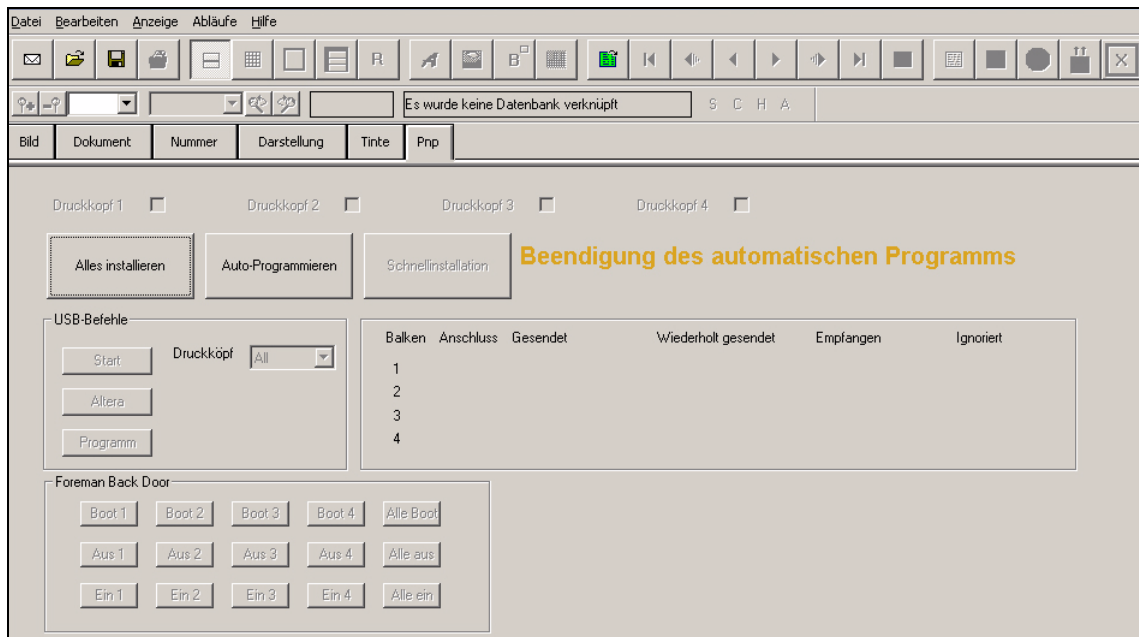 Datei Bearbeiten Anzeige Abläufe Hilfe
R A B
Es wurde keine Datenbank verknüpft S C H A
Bild Dokument Nummer Darstellung Tinte Pnp
Druckkopf 1 Druckkopf 2 Druckkopf 3 Druckkopf 4
Alles installieren Auto-Programmieren Schnellinstallation Beendigung des automatischen Programms
USB-Befehle
Balken Anschluss Gesendet Wiederholt gesendet Empfangen Ignoriert
Start Druckköpf All
1
Altera 2
3
Programm 4
Foreman Back Door
Boot 1 Boot 2 Boot 3 Boot 4 Alle Boot
Aus 1 Aus 2 Aus 3 Aus 4 Alle aus
Ein 1 Ein 2 Ein 3 Ein 4 Alle ein